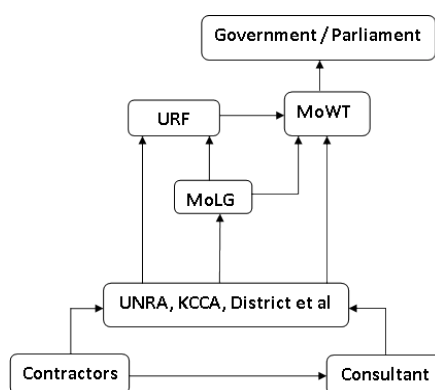 Government / Parliament
URF
MoWT
MoLG
UNRA, KCCA, District et al
Contractors
Consultant